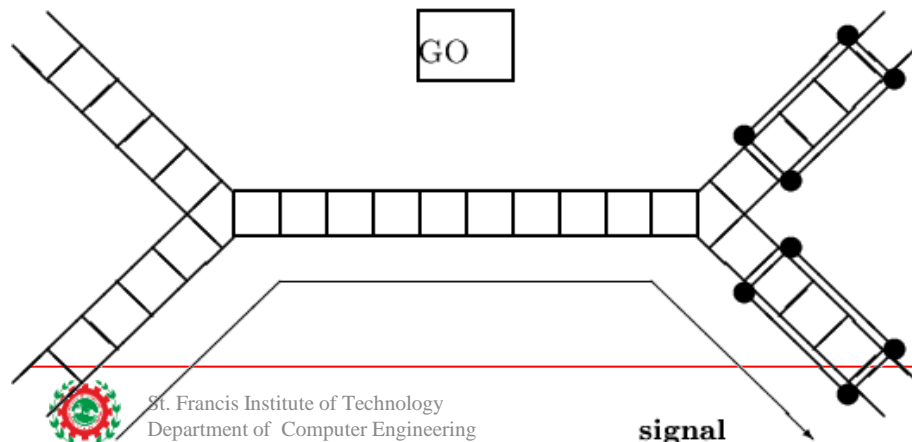 GO
St. Francis Institute of Technology
Department of Computer Engineering
signal